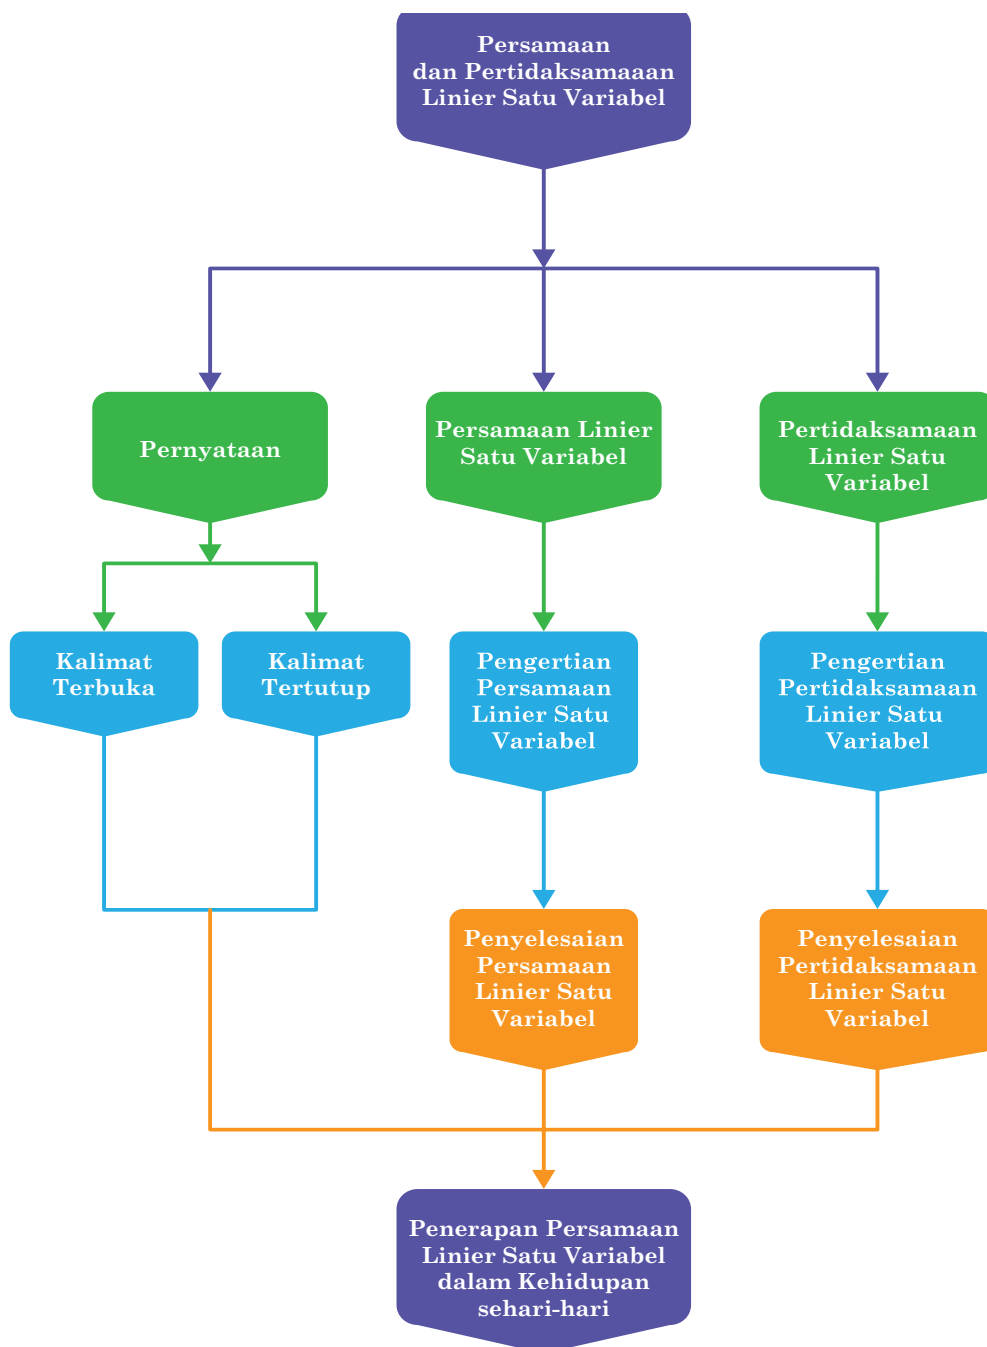 Persamaan
dan Pertidaksamaaan
Linier Satu Variabel
Pernyataan
Persamaan Linier
Satu Variabel
Pertidaksamaan
Linier Satu
Variabel
Kalimat
Terbuka
Kalimat
Tertutup
Pengertian
Persamaan
Linier Satu
Variabel
Pengertian
Pertidaksamaan
Linier Satu
Variabel
Penyelesaian
Persamaan
Linier Satu
Variabel
Penyelesaian
Pertidaksamaan
Linier Satu
Variabel
Penerapan Persamaan
Linier Satu Variabel
dalam Kehidupan
sehari-hari